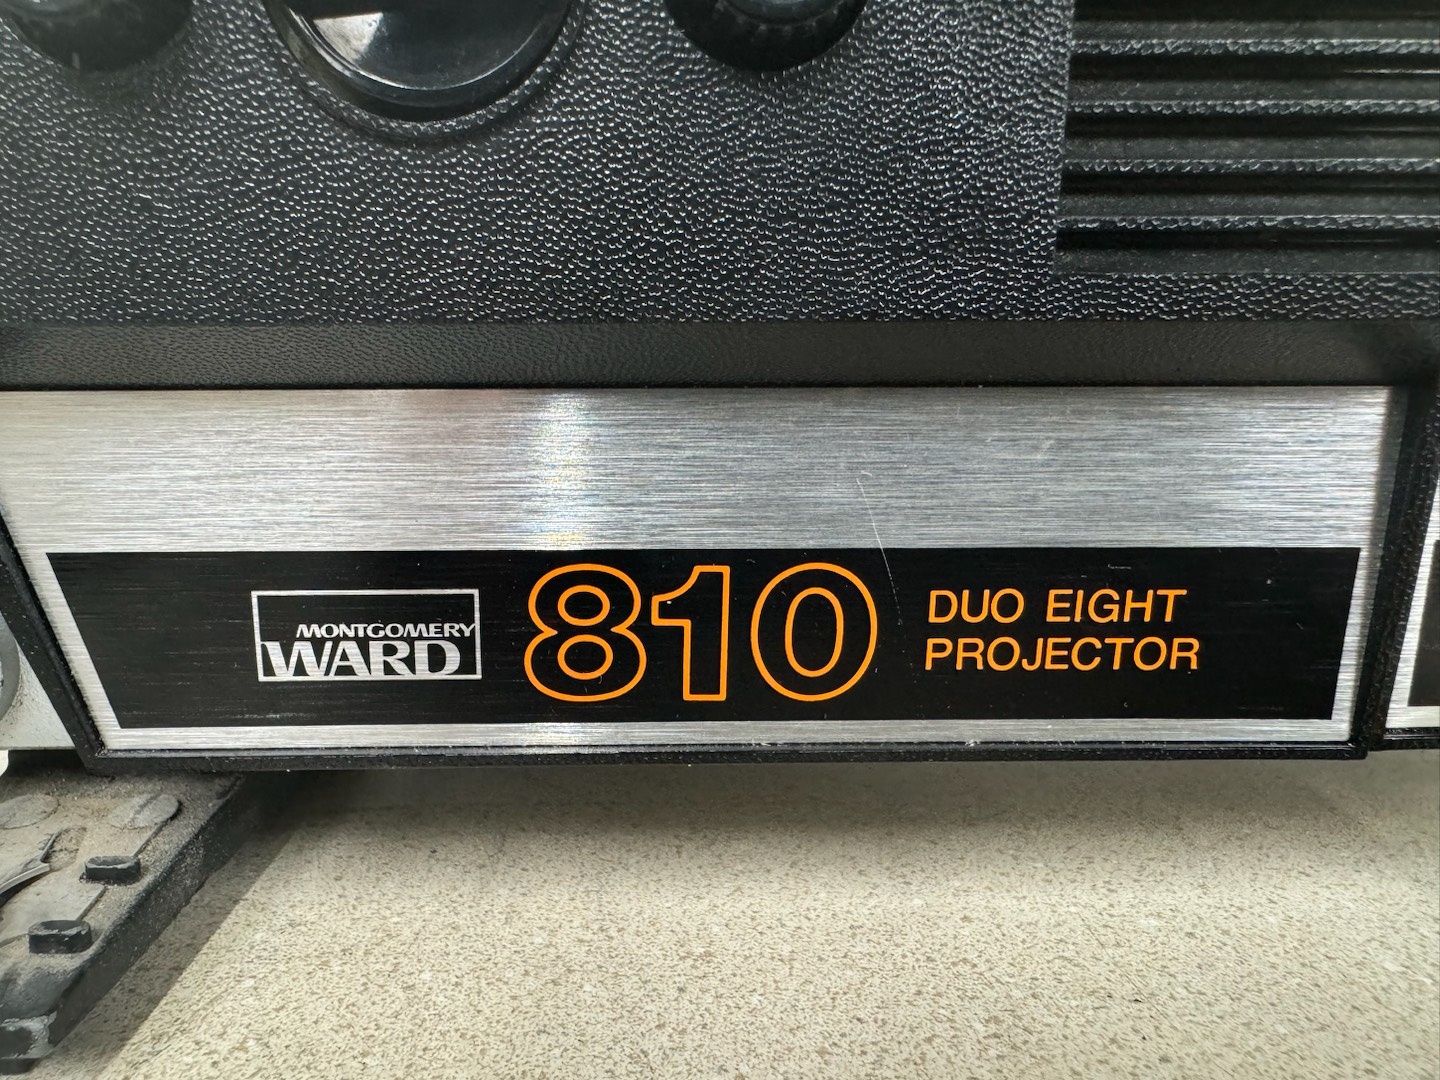 MONTGOMERY
WARD
810
DUO EIGHT
PROJECTOR